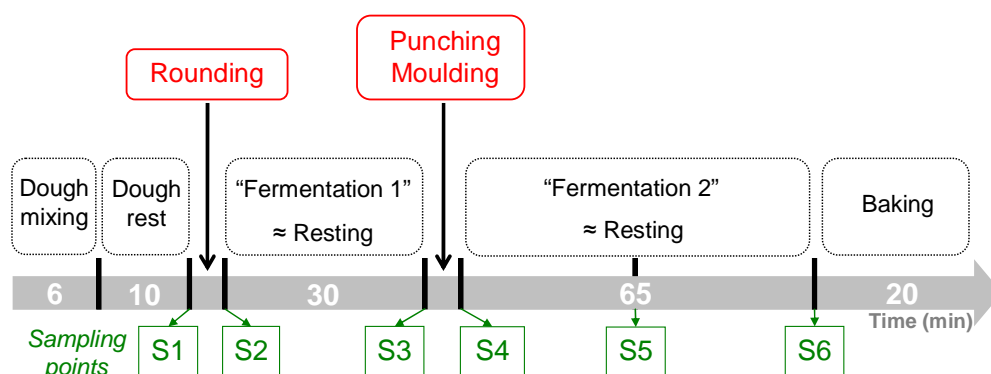 Rounding
Punching
Moulding
Dough
mixing
Dough
rest
“Fermentation 1”
≈ Resting
“Fermentation 2”
≈ Resting
Baking
6
10
30
65
20
Time (min)
Sampling
points
S1
S2
S3
S4
S5
S6